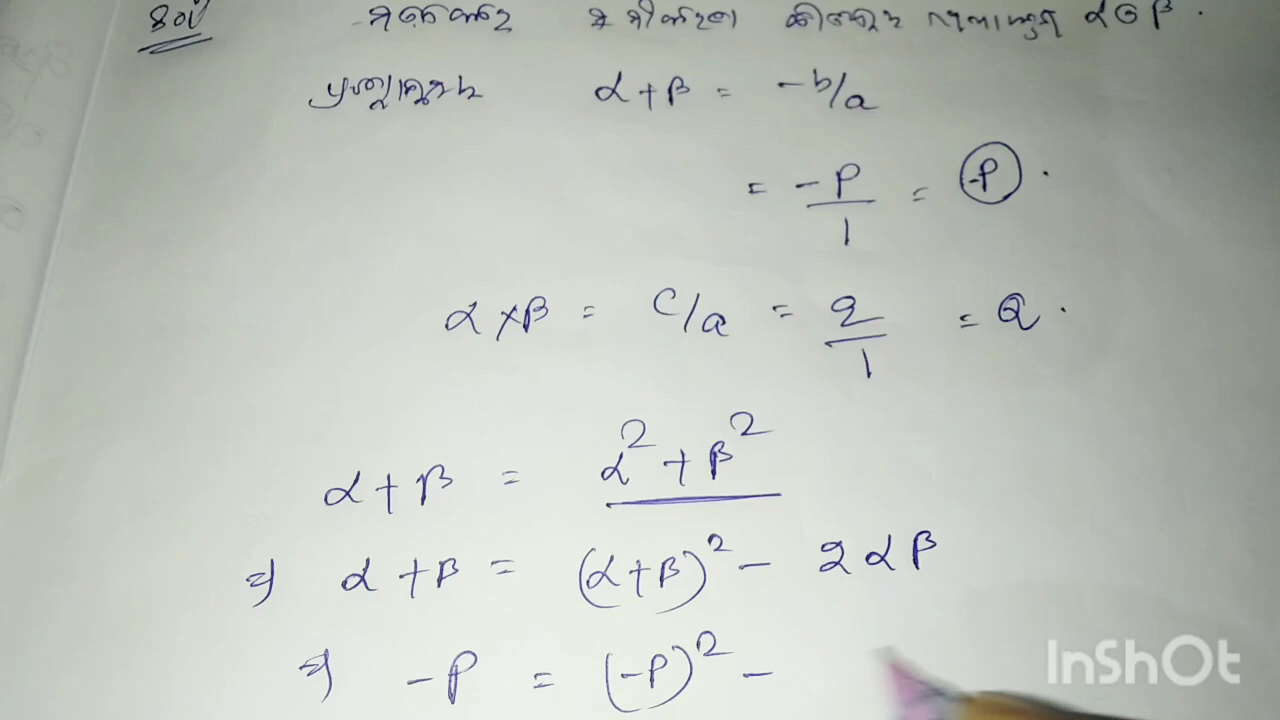 α ଓ β .
α + β = -b/a
= -P/1 = -P .
α × β = c/a = q/1 = Q .
α + β = α² + β²
⇒ α + β = (α + β)² - 2αβ
⇒ -P = (-P)² -
InShOt